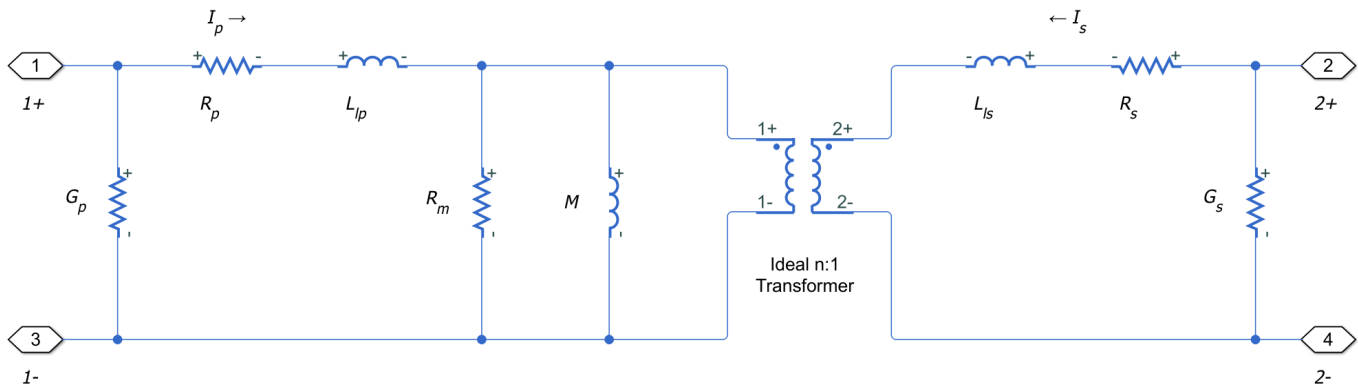 I_p → ← I_s
+ - + - - + - +
1 2
1+ R_p L_lp L_ls R_s 2+
1+ 2+
+ + + +
G_p R_m M G_s
1- 2-
- - - -
Ideal n:1
Transformer
3 4
1- 2-